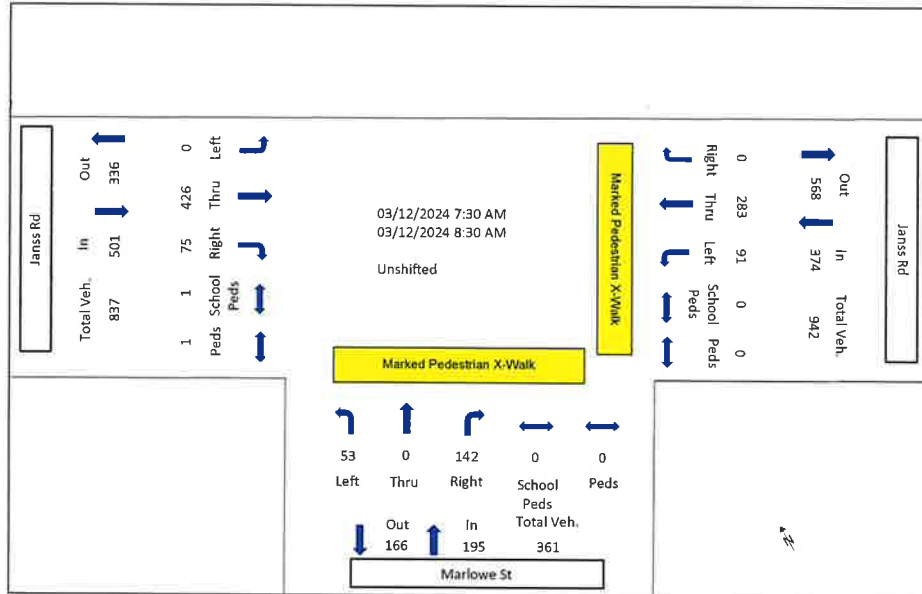 Janss Rd
Out 336
In 501
Total Veh. 837
0 Left
426 Thru
75 Right
1 School
Peds
1 Peds
03/12/2024 7:30 AM
03/12/2024 8:30 AM
Unshifted
Marked Pedestrian X-Walk
Marked Pedestrian X-Walk
Right 0
Thru 283
Left 91
School
Peds 0
Peds 0
Out 568
In 374
Total Veh. 942
Janss Rd
53 0 142 0 0
Left Thru Right School Peds
Peds
Out In Total Veh.
166 195 361
Marlowe St
N